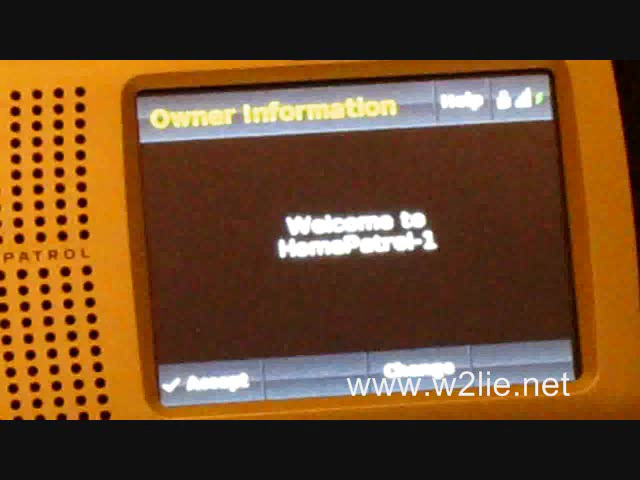 Owner Information
Help
Welcome to
HomePatrol-1
PATROL
Accept
Change
www.w2lie.net